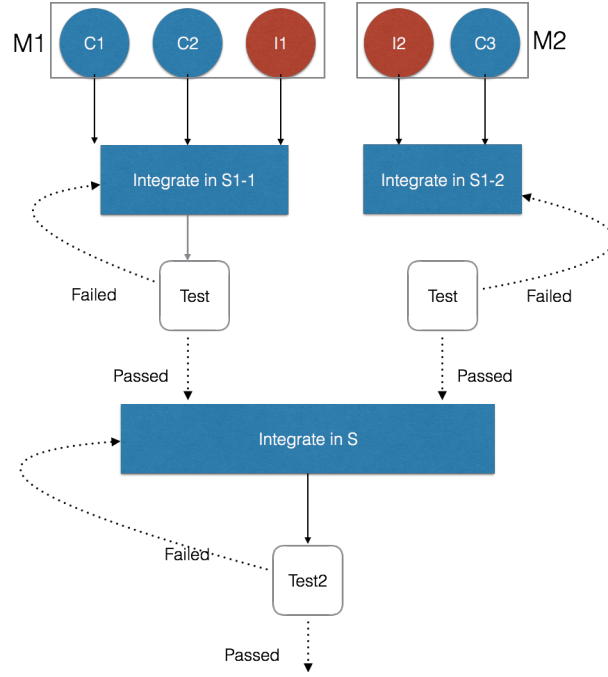 M1
C1
C2
I1
I2
C3
M2
Integrate in S1-1
Integrate in S1-2
Test
Failed
Test
Failed
Passed
Passed
Integrate in S
Failed
Test2
Passed